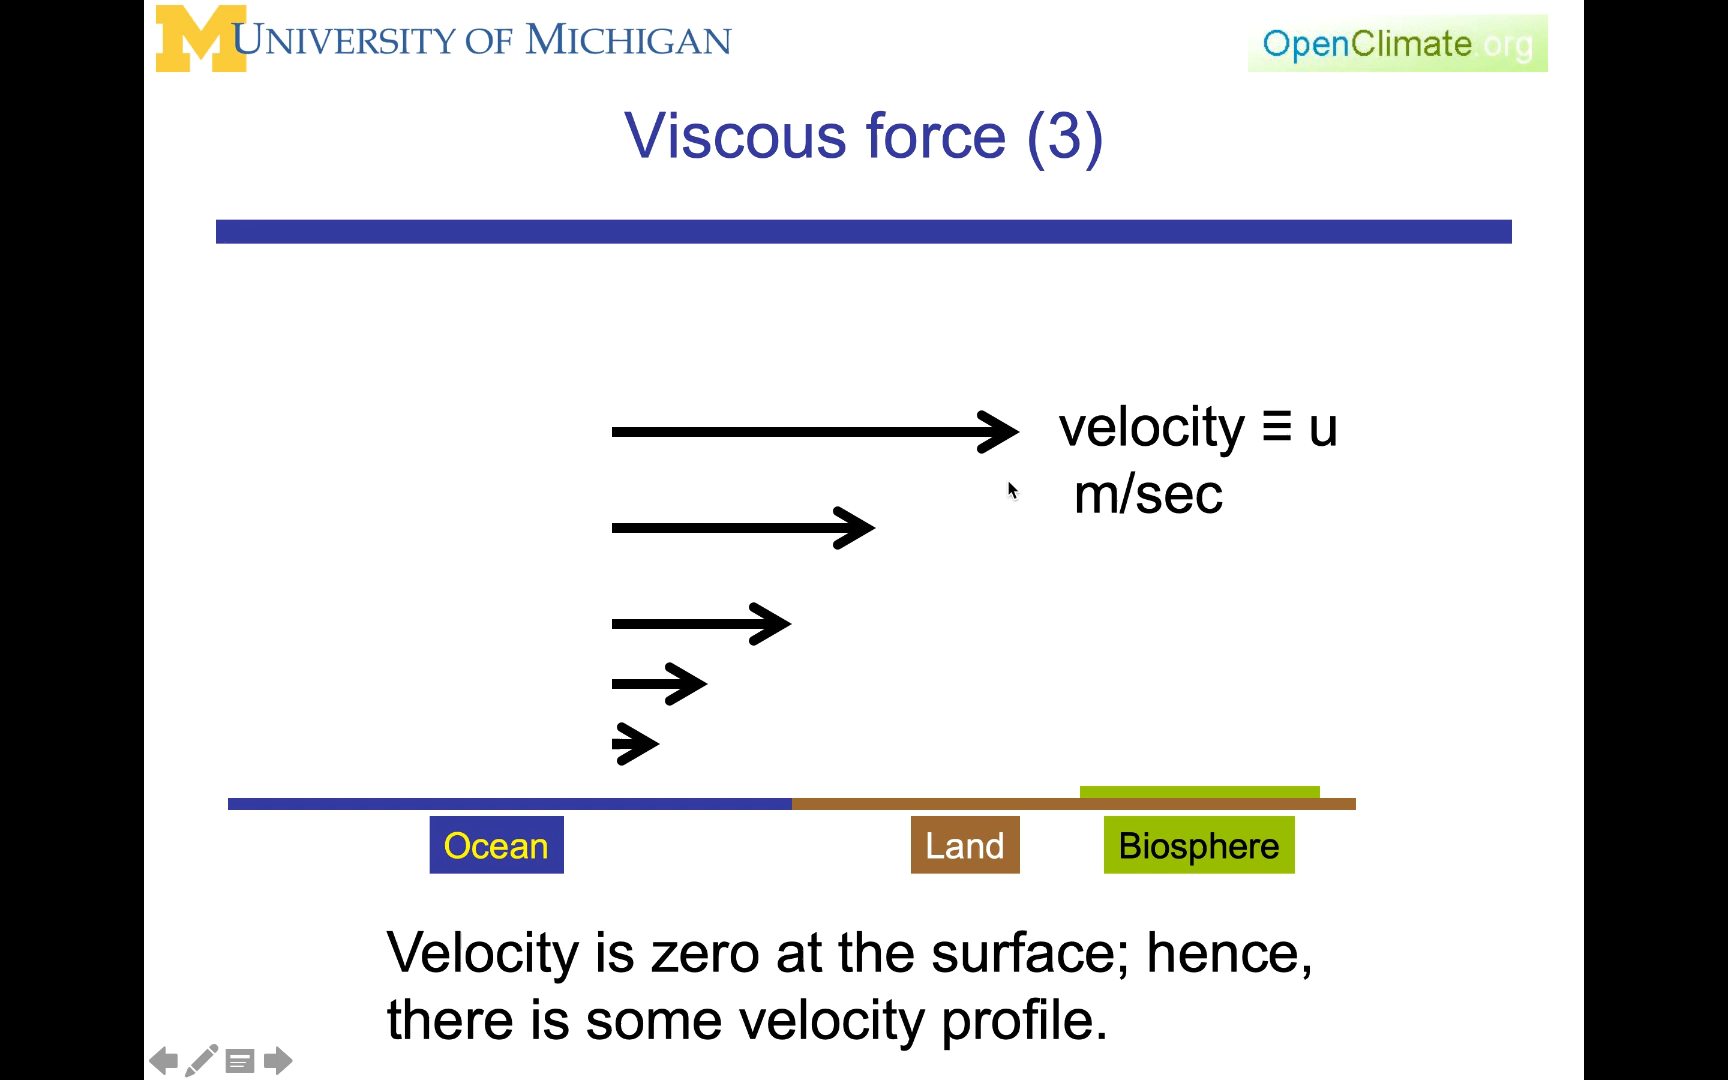 M UNIVERSITY OF MICHIGAN
OpenClimate.org
Viscous force (3)
velocity ≡ u
m/sec
Ocean
Land
Biosphere
Velocity is zero at the surface; hence,
there is some velocity profile.